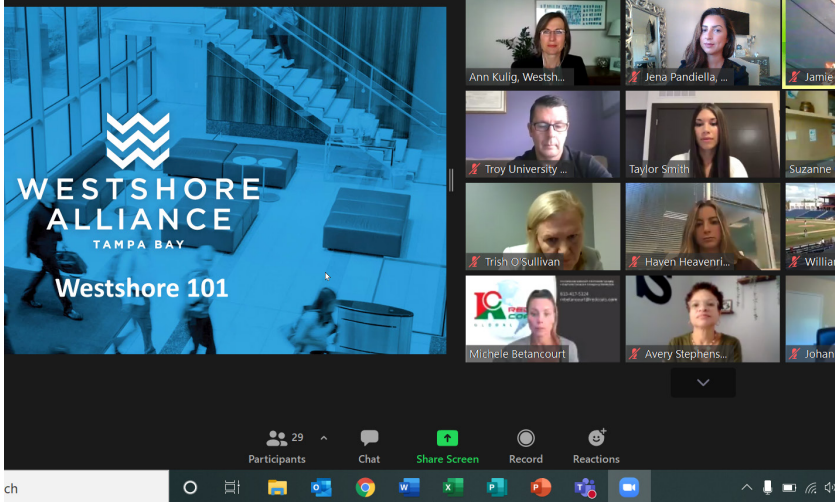 WESTSHORE
ALLIANCE
TAMPA BAY
Westshore 101
Ann Kulig, Westsh...
Jena Pandiella, ...
Jamie
Troy University ...
Taylor Smith
Suzanne
Trish O'Sullivan
Haven Heavenri...
Willia
Michele Betancourt
Avery Stephens...
Johan
29
Participants
Chat
Share Screen
Record
Reactions
ch